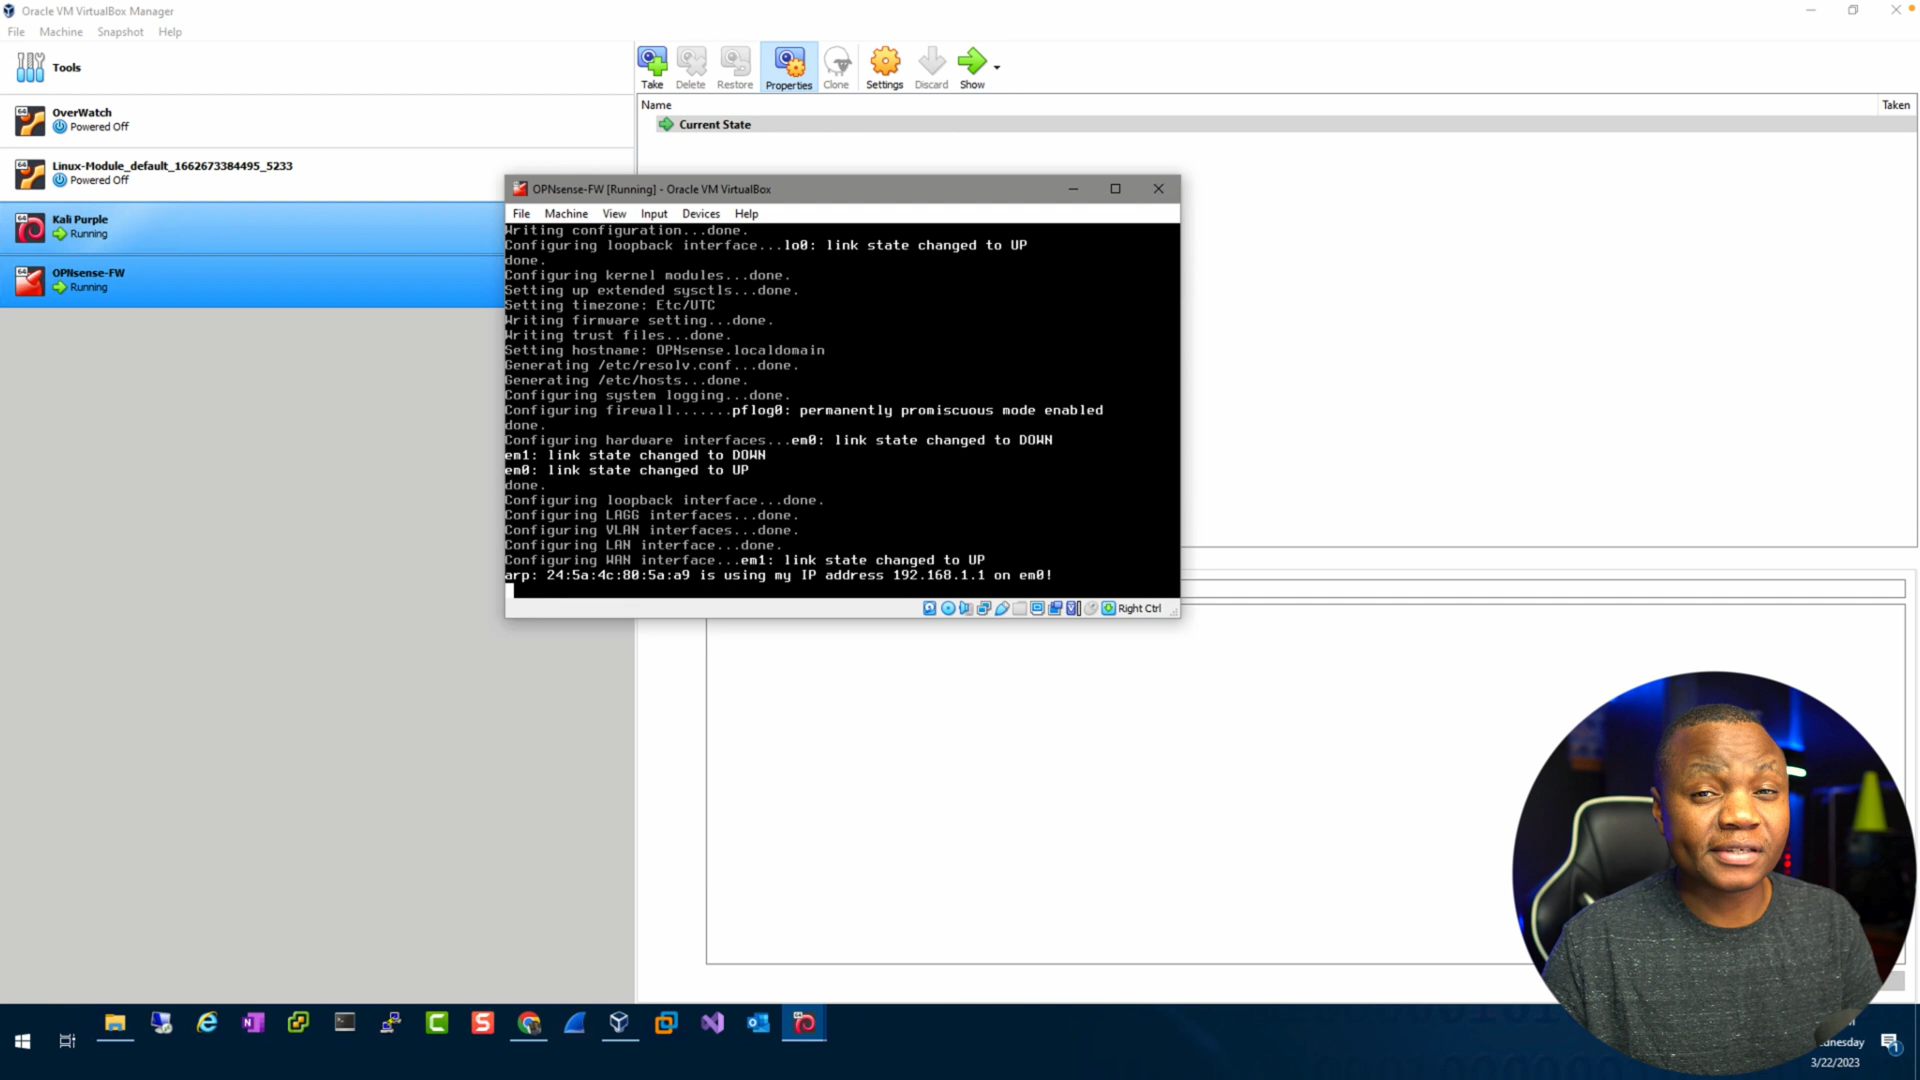 Oracle VM VirtualBox Manager
File Machine Snapshot Help
Tools
Take Delete Restore Properties Clone Settings Discard Show
Name Taken
Current State
64
OverWatch
Powered Off
64
Linux-Module_default_1662673384495_5233
Powered Off
64
Kali Purple
Running
64
OPNsense-FW
Running
OPNsense-FW [Running] - Oracle VM VirtualBox
File Machine View Input Devices Help
Writing configuration...done.
Configuring loopback interface...lo0: link state changed to UP
done.
Configuring kernel modules...done.
Setting up extended sysctls...done.
Setting timezone: Etc/UTC
Writing firmware setting...done.
Writing trust files...done.
Setting hostname: OPNsense.localdomain
Generating /etc/resolv.conf...done.
Generating /etc/hosts...done.
Configuring system logging...done.
Configuring firewall.......pflog0: permanently promiscuous mode enabled
done.
Configuring hardware interfaces...em0: link state changed to DOWN
em1: link state changed to DOWN
em0: link state changed to UP
done.
Configuring loopback interface...done.
Configuring LAGG interfaces...done.
Configuring VLAN interfaces...done.
Configuring LAN interface...done.
Configuring WAN interface...em1: link state changed to UP
arp: 24:5a:4c:80:5a:a9 is using my IP address 192.168.1.1 on em0!
Right Ctrl
3/22/2023
1